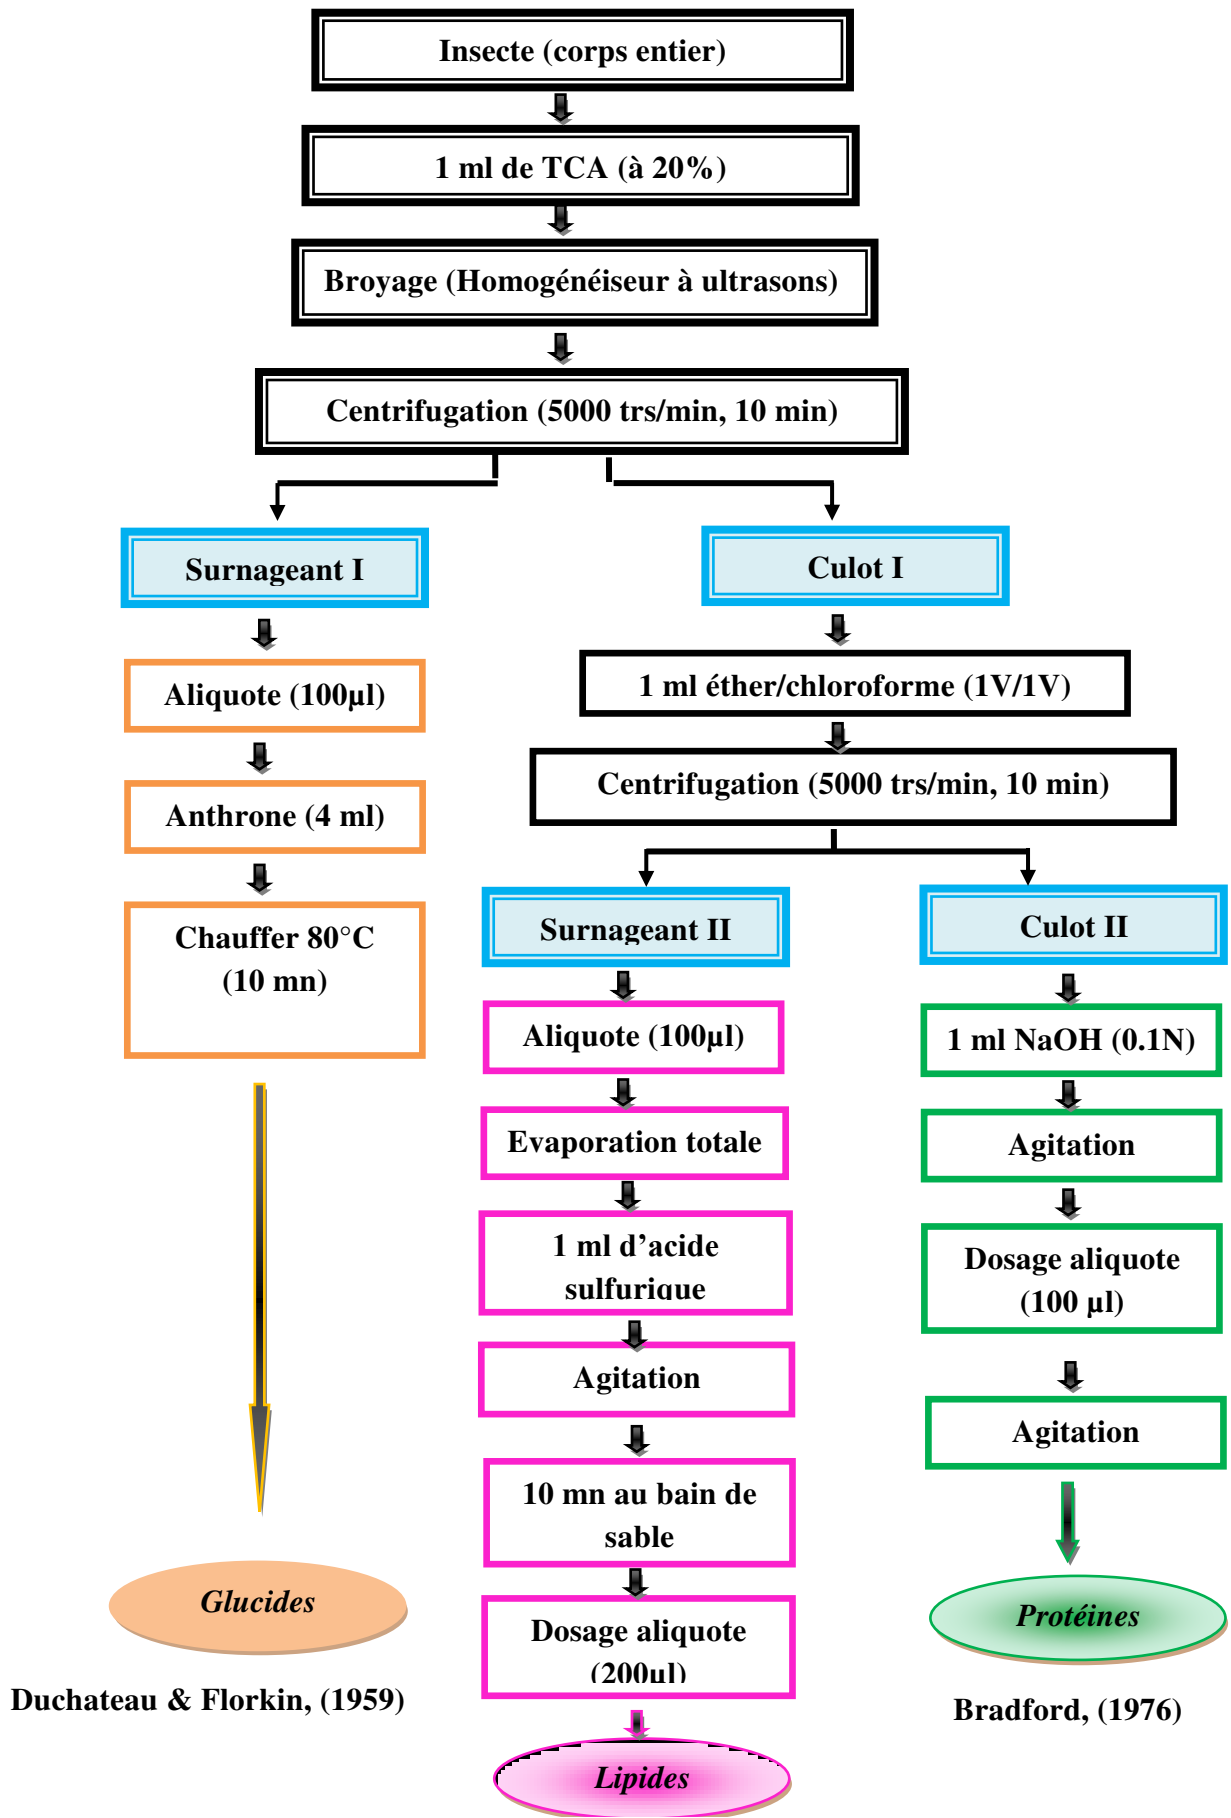 Insecte (corps entier)
1 ml de TCA (à 20%)
Broyage (Homogénéiseur à ultrasons)
Centrifugation (5000 trs/min, 10 min)
Surnageant I
Culot I
Aliquote (100µl)
1 ml éther/chloroforme (1V/1V)
Anthrone (4 ml)
Centrifugation (5000 trs/min, 10 min)
Chauffer 80°C
(10 mn)
Surnageant II
Culot II
Aliquote (100µl)
1 ml NaOH (0.1N)
Evaporation totale
Agitation
1 ml d’acide
sulfurique
Dosage aliquote
(100 µl)
Agitation
Agitation
10 mn au bain de
sable
Glucides
Protéines
Dosage aliquote
(200µl)
Duchateau & Florkin, (1959)
Bradford, (1976)
Lipides